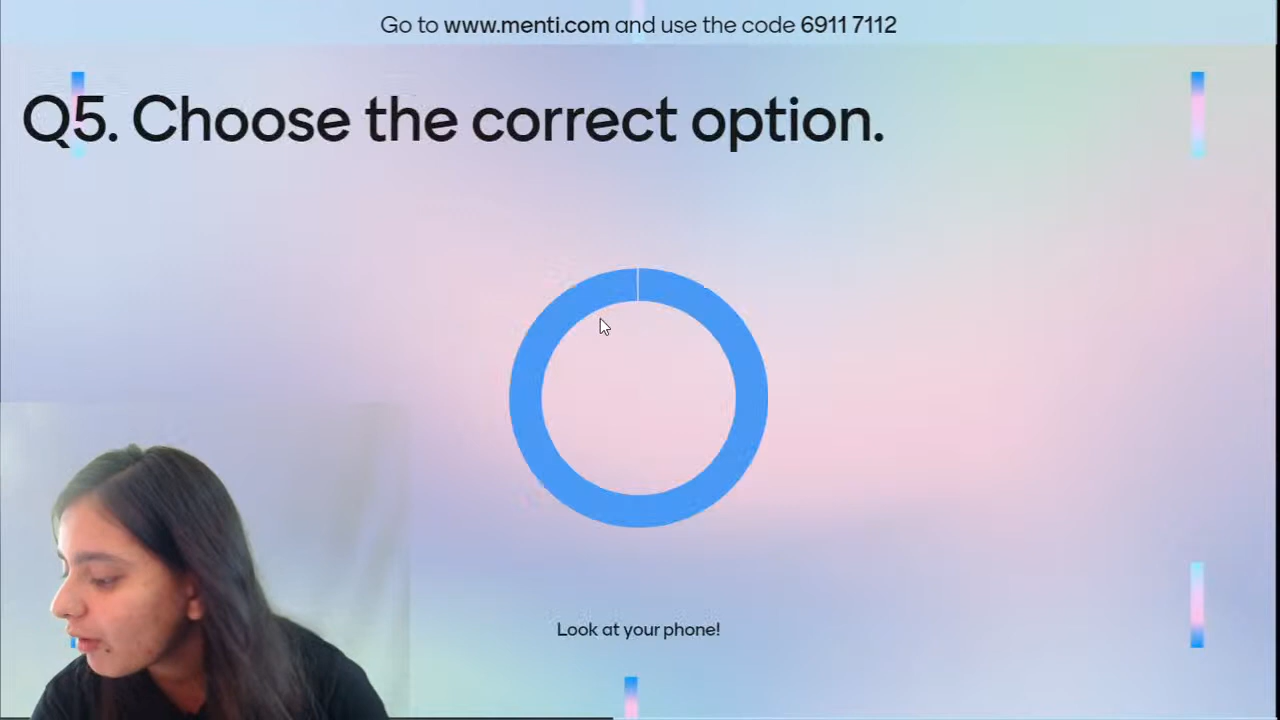 Go to www.menti.com and use the code 6911 7112
Q5. Choose the correct option.
Look at your phone!